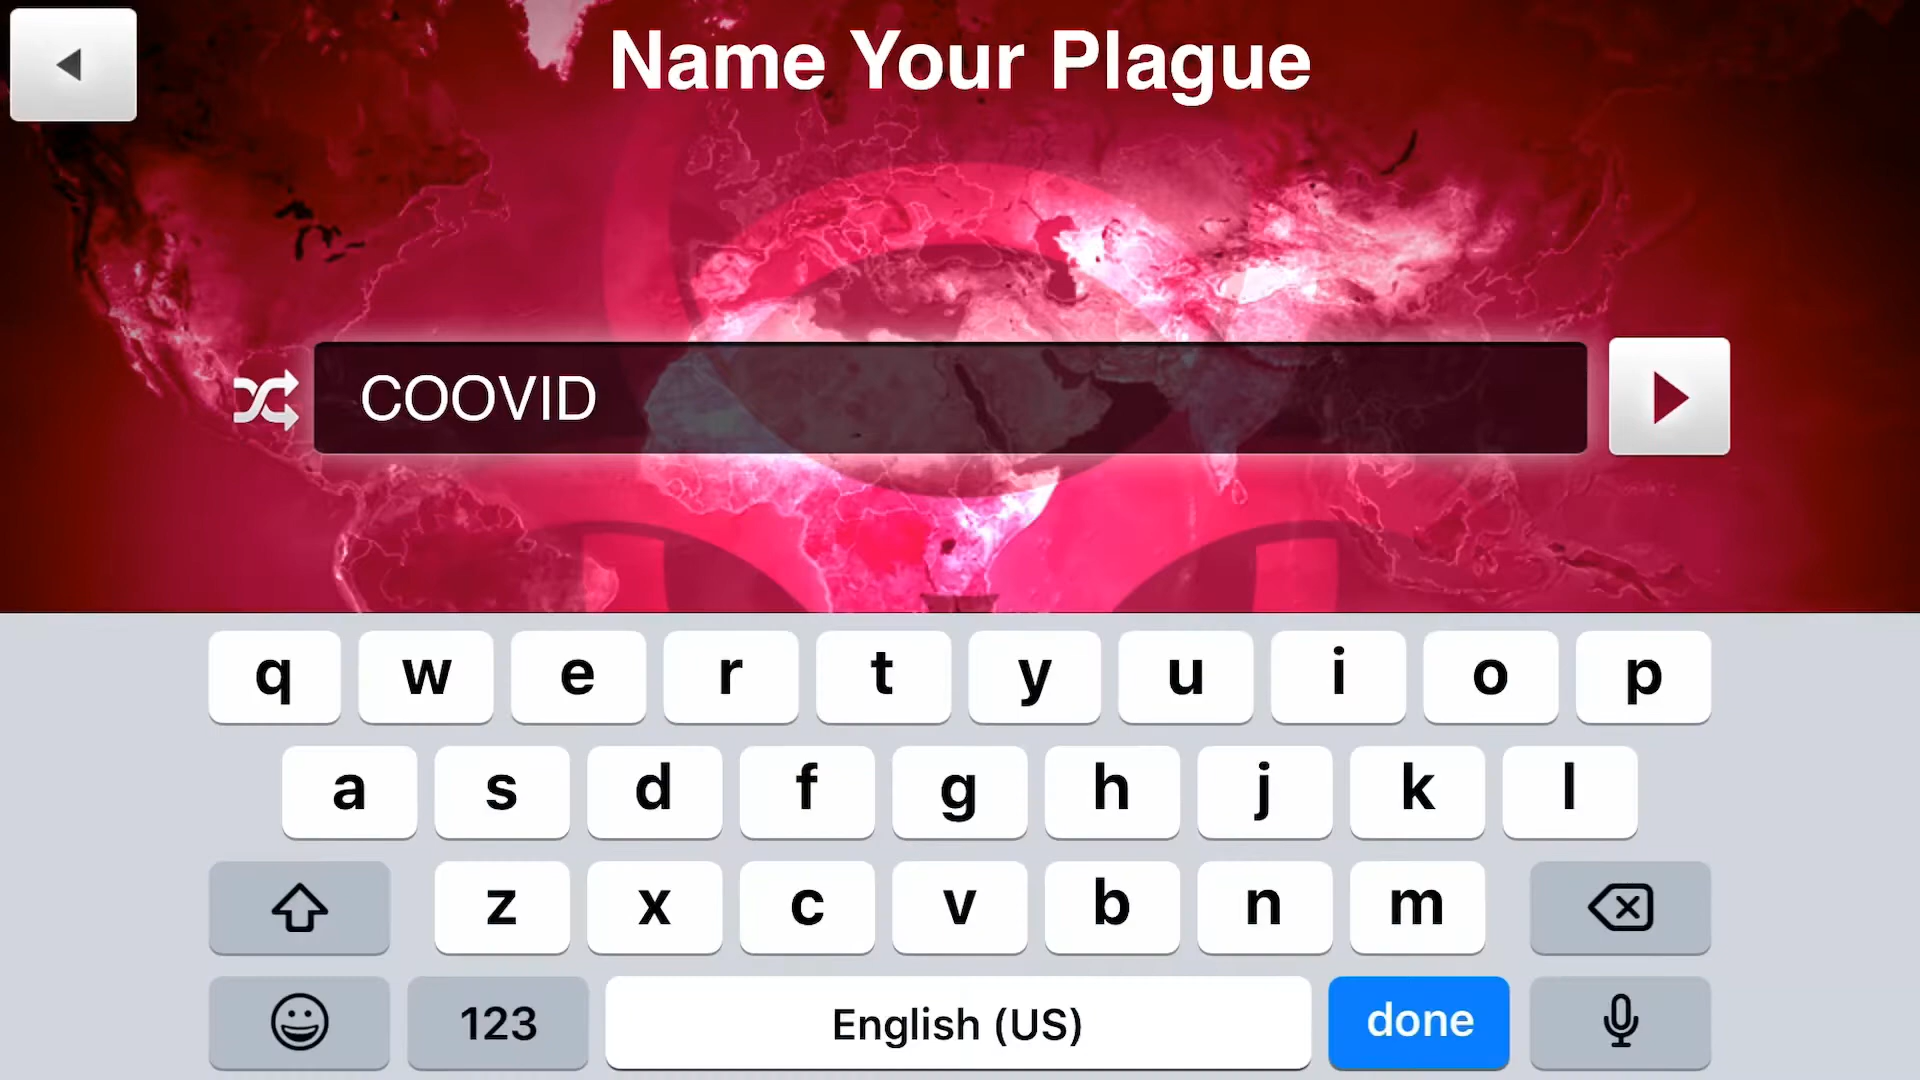 Name Your Plague
COOVID
q w e r t y u i o p
a s d f g h j k l
z x c v b n m
123 English (US) done